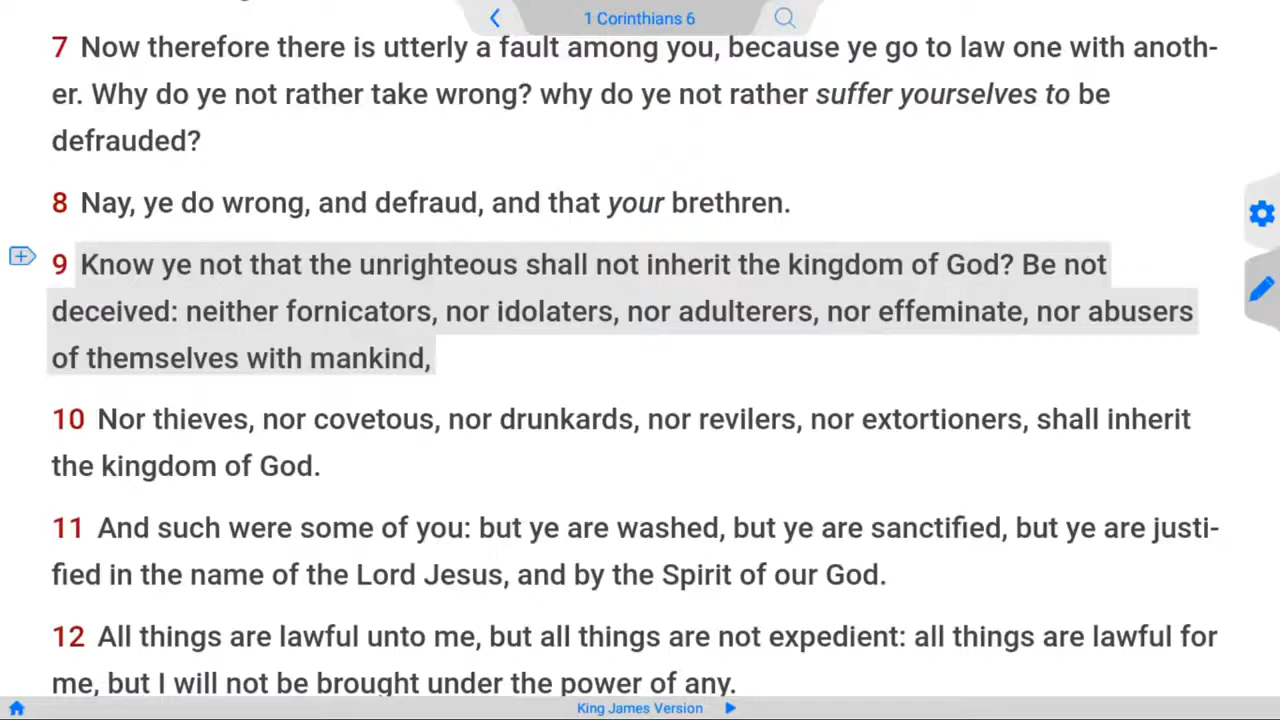 1 Corinthians 6
7 Now therefore there is utterly a fault among you, because ye go to law one with anoth-
er. Why do ye not rather take wrong? why do ye not rather suffer yourselves to be
defrauded?
8 Nay, ye do wrong, and defraud, and that your brethren.
9 Know ye not that the unrighteous shall not inherit the kingdom of God? Be not
deceived: neither fornicators, nor idolaters, nor adulterers, nor effeminate, nor abusers
of themselves with mankind,
10 Nor thieves, nor covetous, nor drunkards, nor revilers, nor extortioners, shall inherit
the kingdom of God.
11 And such were some of you: but ye are washed, but ye are sanctified, but ye are justi-
fied in the name of the Lord Jesus, and by the Spirit of our God.
12 All things are lawful unto me, but all things are not expedient: all things are lawful for
me, but I will not be brought under the power of any.
King James Version